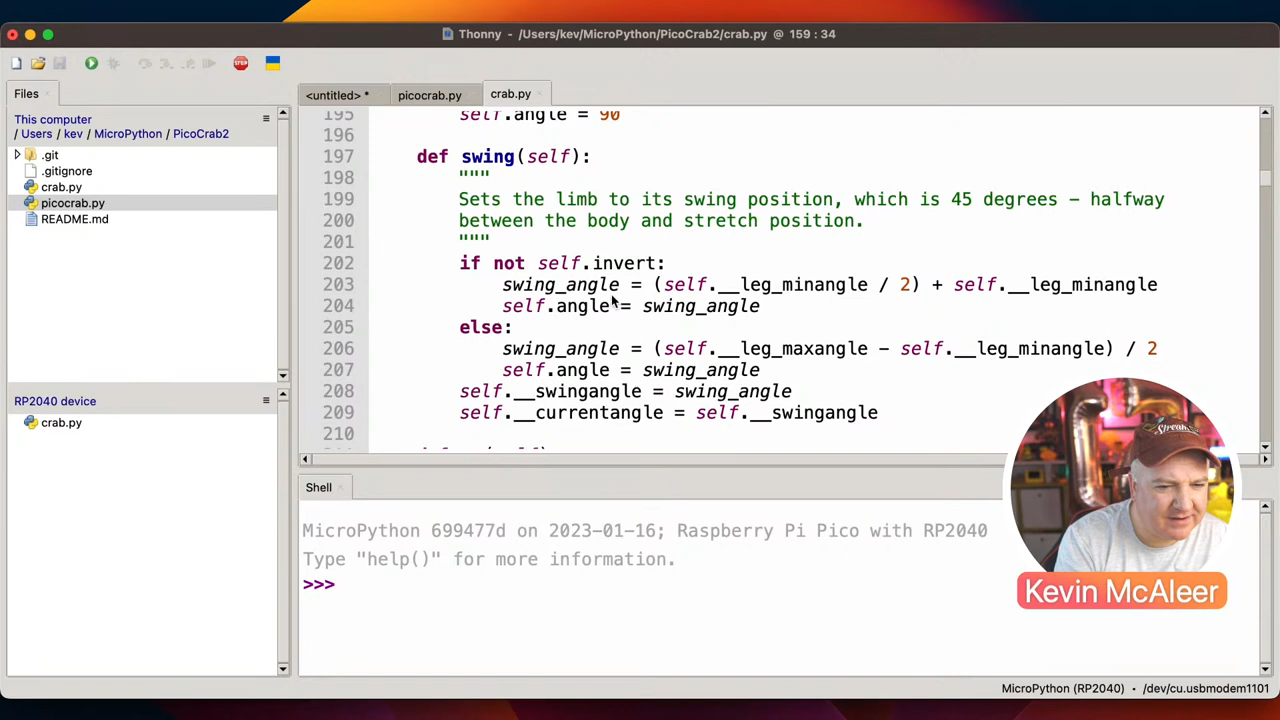 Thonny - /Users/kev/MicroPython/PicoCrab2/crab.py @ 159 : 34
STOP
Files
<untitled> *
picocrab.py
crab.py
This computer
/ Users / kev / MicroPython / PicoCrab2
.git
.gitignore
crab.py
picocrab.py
README.md
RP2040 device
crab.py
195 self.angle = 90
196
197 def swing(self):
198 """
199 Sets the limb to its swing position, which is 45 degrees - halfway
200 between the body and stretch position.
201 """
202 if not self.invert:
203 swing_angle = (self.__leg_minangle / 2) + self.__leg_minangle
204 self.angle = swing_angle
205 else:
206 swing_angle = (self.__leg_maxangle - self.__leg_minangle) / 2
207 self.angle = swing_angle
208 self.__swingangle = swing_angle
209 self.__currentangle = self.__swingangle
210
Shell
MicroPython 699477d on 2023-01-16; Raspberry Pi Pico with RP2040
Type "help()" for more information.
>>>
Kevin McAleer
MicroPython (RP2040) • /dev/cu.usbmodem1101